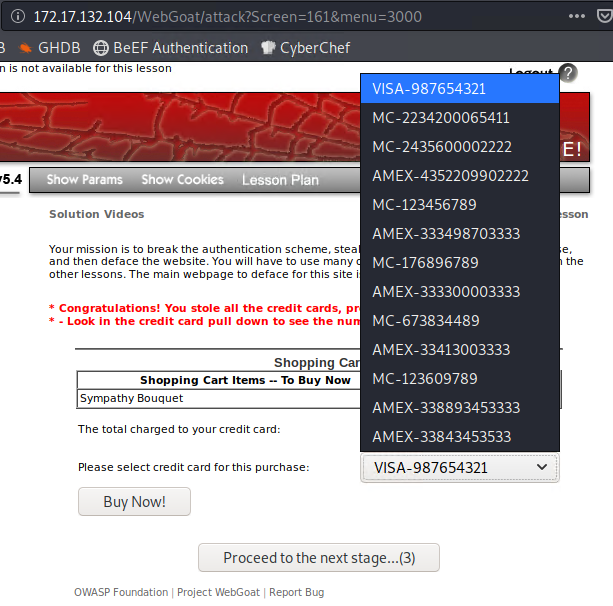 172.17.132.104/WebGoat/attack?Screen=161&menu=3000
GHDB BeEF Authentication CyberChef
n is not available for this lesson
Logout ?
E!
v5.4 Show Params Show Cookies Lesson Plan
Solution Videos
Your mission is to break the authentication scheme, steal
and then deface the website. You will have to use many
other lessons. The main webpage to deface for this site
* Congratulations! You stole all the credit cards,
* - Look in the credit card pull down to see the
VISA-987654321
MC-2234200065411
MC-2435600002222
AMEX-4352209902222
MC-123456789
AMEX-333498703333
MC-176896789
AMEX-333300003333
MC-673834489
AMEX-33413003333
MC-123609789
AMEX-338893453333
AMEX-33843453533
Shopping
Shopping Cart Items -- To Buy Now
Sympathy Bouquet
The total charged to your credit card:
Please select credit card for this purchase:
VISA-987654321
Buy Now!
Proceed to the next stage...(3)
OWASP Foundation | Project WebGoat | Report Bug